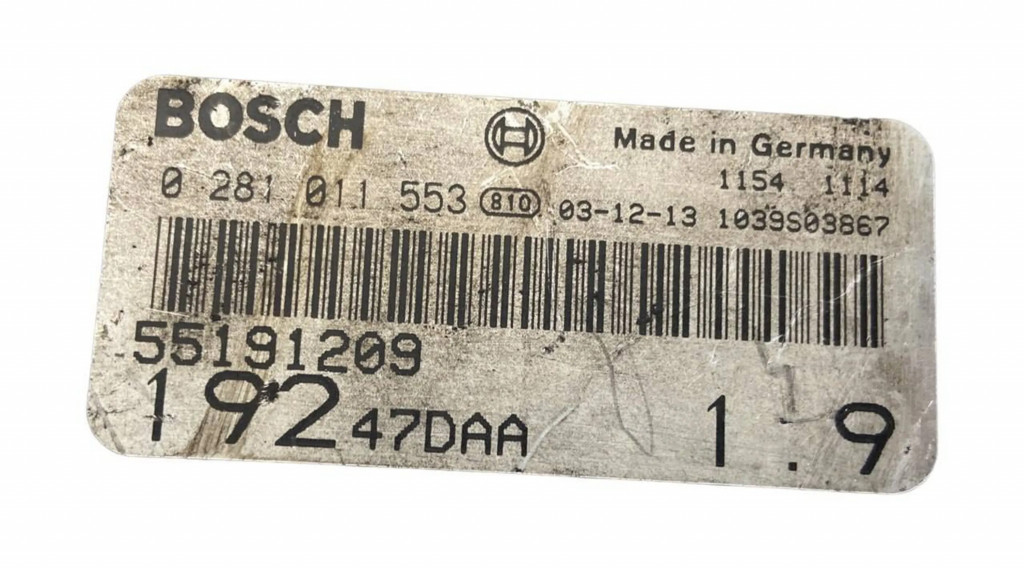 BOSCH Made in Germany
1154 1114
0 281 011 553 810 03-12-13 1039S03867
55191209
192 47DAA 1.9